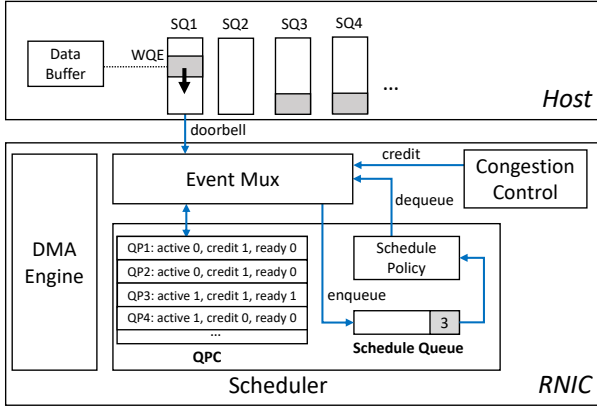 SQ1 SQ2 SQ3 SQ4
Data
Buffer
WQE
...
Host
doorbell
credit
Congestion
Control
Event Mux
dequeue
DMA
Engine
QP1: active 0, credit 1, ready 0
QP2: active 0, credit 1, ready 0
QP3: active 1, credit 1, ready 1
QP4: active 1, credit 0, ready 0
...
QPC
Schedule
Policy
enqueue
3
Schedule Queue
Scheduler
RNIC